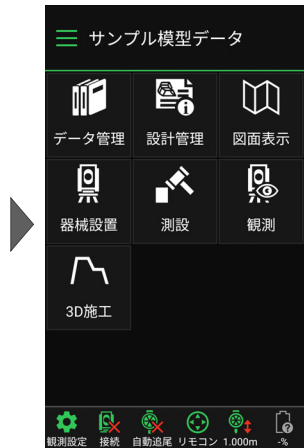 サンプル模型データ
データ管理 設計管理 図面表示
器械設置 測設 観測
3D施工
観測設定 接続 自動追尾 リモコン 1.000m -%